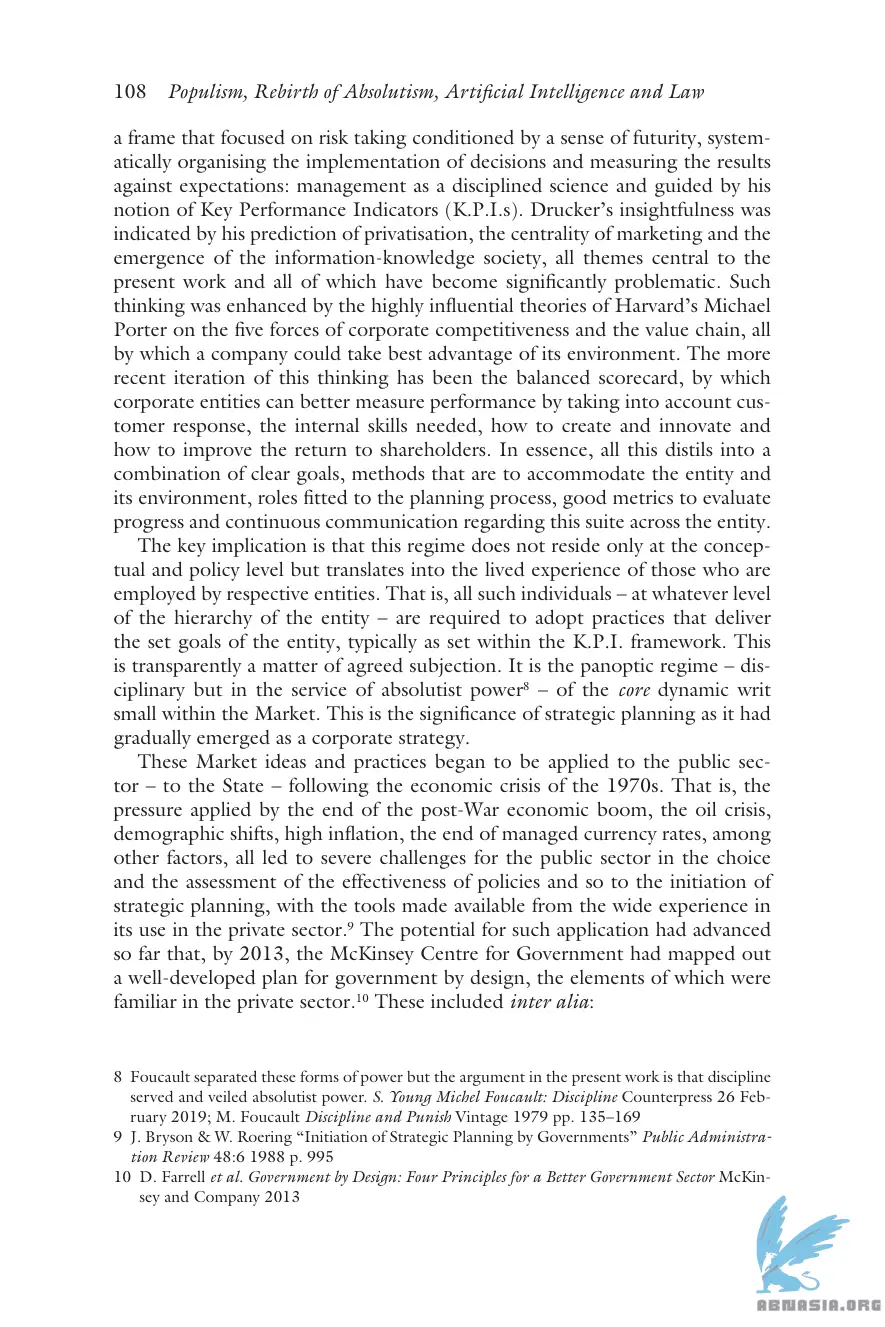 108 Populism, Rebirth of Absolutism, Artificial Intelligence and Law
a frame that focused on risk taking conditioned by a sense of futurity, system-
atically organising the implementation of decisions and measuring the results
against expectations: management as a disciplined science and guided by his
notion of Key Performance Indicators (K.P.I.s). Drucker’s insightfulness was
indicated by his prediction of privatisation, the centrality of marketing and the
emergence of the information-knowledge society, all themes central to the
present work and all of which have become significantly problematic. Such
thinking was enhanced by the highly influential theories of Harvard’s Michael
Porter on the five forces of corporate competitiveness and the value chain, all
by which a company could take best advantage of its environment. The more
recent iteration of this thinking has been the balanced scorecard, by which
corporate entities can better measure performance by taking into account cus-
tomer response, the internal skills needed, how to create and innovate and
how to improve the return to shareholders. In essence, all this distils into a
combination of clear goals, methods that are to accommodate the entity and
its environment, roles fitted to the planning process, good metrics to evaluate
progress and continuous communication regarding this suite across the entity.
The key implication is that this regime does not reside only at the concep-
tual and policy level but translates into the lived experience of those who are
employed by respective entities. That is, all such individuals – at whatever level
of the hierarchy of the entity – are required to adopt practices that deliver
the set goals of the entity, typically as set within the K.P.I. framework. This
is transparently a matter of agreed subjection. It is the panoptic regime – dis-
ciplinary but in the service of absolutist power⁸ – of the core dynamic writ
small within the Market. This is the significance of strategic planning as it had
gradually emerged as a corporate strategy.
These Market ideas and practices began to be applied to the public sec-
tor – to the State – following the economic crisis of the 1970s. That is, the
pressure applied by the end of the post-War economic boom, the oil crisis,
demographic shifts, high inflation, the end of managed currency rates, among
other factors, all led to severe challenges for the public sector in the choice
and the assessment of the effectiveness of policies and so to the initiation of
strategic planning, with the tools made available from the wide experience in
its use in the private sector.⁹ The potential for such application had advanced
so far that, by 2013, the McKinsey Centre for Government had mapped out
a well-developed plan for government by design, the elements of which were
familiar in the private sector.¹⁰ These included inter alia:
8 Foucault separated these forms of power but the argument in the present work is that discipline
served and veiled absolutist power. S. Young Michel Foucault: Discipline Counterpress 26 Feb-
ruary 2019; M. Foucault Discipline and Punish Vintage 1979 pp. 135–169
9 J. Bryson & W. Roering “Initiation of Strategic Planning by Governments” Public Administra-
tion Review 48:6 1988 p. 995
10 D. Farrell et al. Government by Design: Four Principles for a Better Government Sector McKin-
sey and Company 2013
ABNASIA.ORG